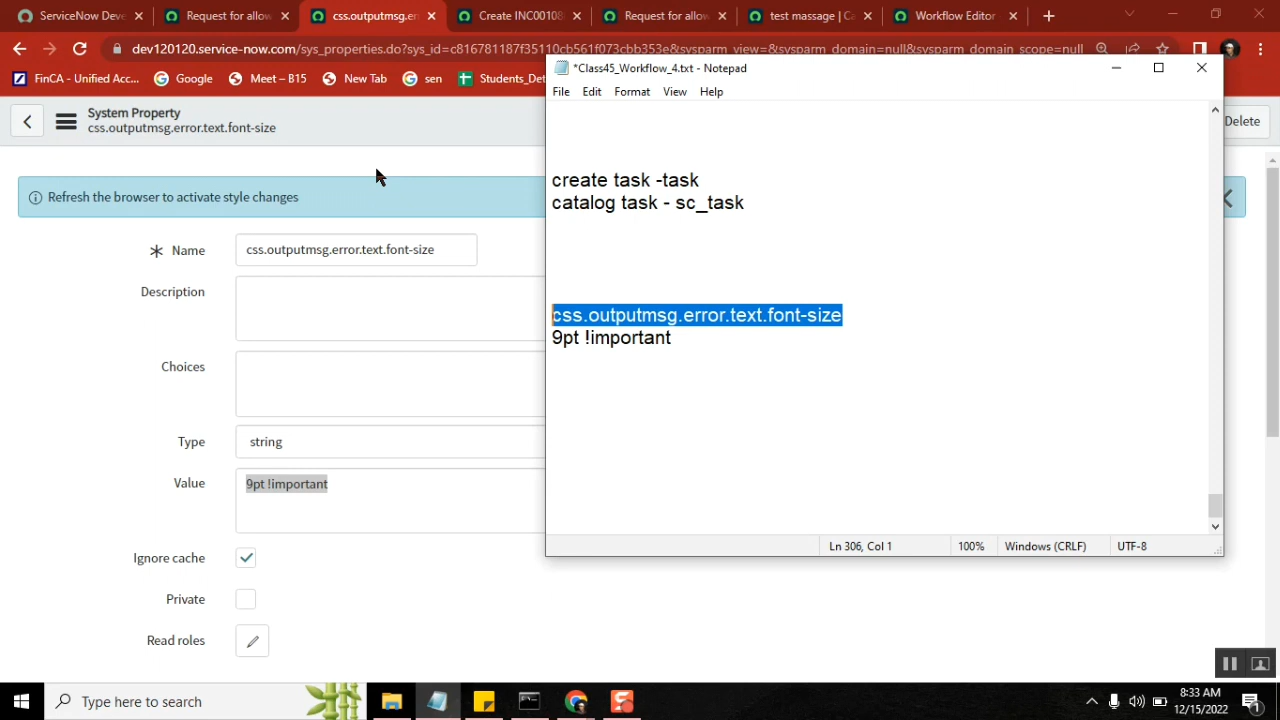 ServiceNow Deve
Request for allow
css.outputmsg.er
Create INC00108
Request for allow
test massage | Ca
Workflow Editor
dev120120.service-now.com/sys_properties.do?sys_id=c816781187f35110cb561f073cbb353e&sysparm_view=&sysparm_domain=null&sysparm_domain_scope=null
FinCA - Unified Acc...
Google
Meet – B15
New Tab
sen
Students_Det
*Class45_Workflow_4.txt - Notepad
File Edit Format View Help
System Property
css.outputmsg.error.text.font-size
Delete
Refresh the browser to activate style changes
Name
css.outputmsg.error.text.font-size
Description
Choices
Type
string
Value
9pt !important
Ignore cache
Private
Read roles
create task -task
catalog task - sc_task
css.outputmsg.error.text.font-size
9pt !important
Ln 306, Col 1
100%
Windows (CRLF)
UTF-8
Type here to search
8:33 AM
12/15/2022
1